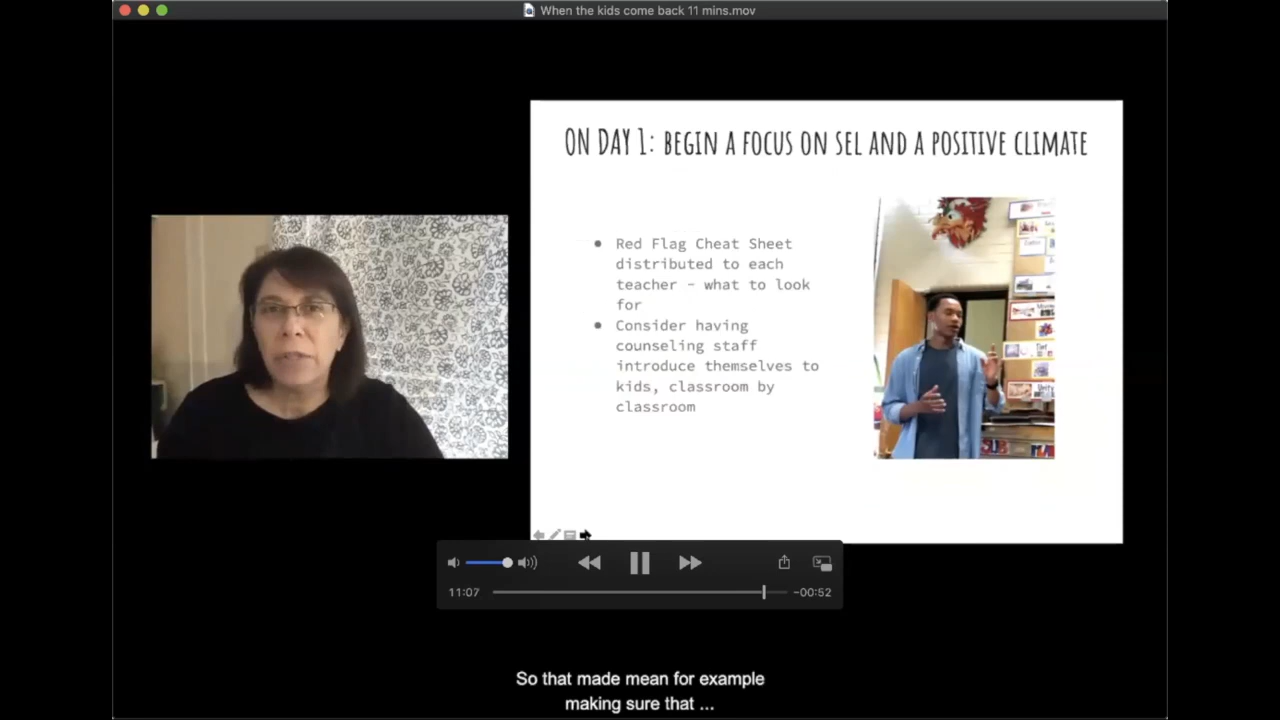 When the kids come back 11 mins.mov
ON DAY 1: BEGIN A FOCUS ON SEL AND A POSITIVE CLIMATE
● Red Flag Cheat Sheet
distributed to each
teacher – what to look
for
● Consider having
counseling staff
introduce themselves to
kids, classroom by
classroom
11:07
-00:52
So that made mean for example
making sure that ...